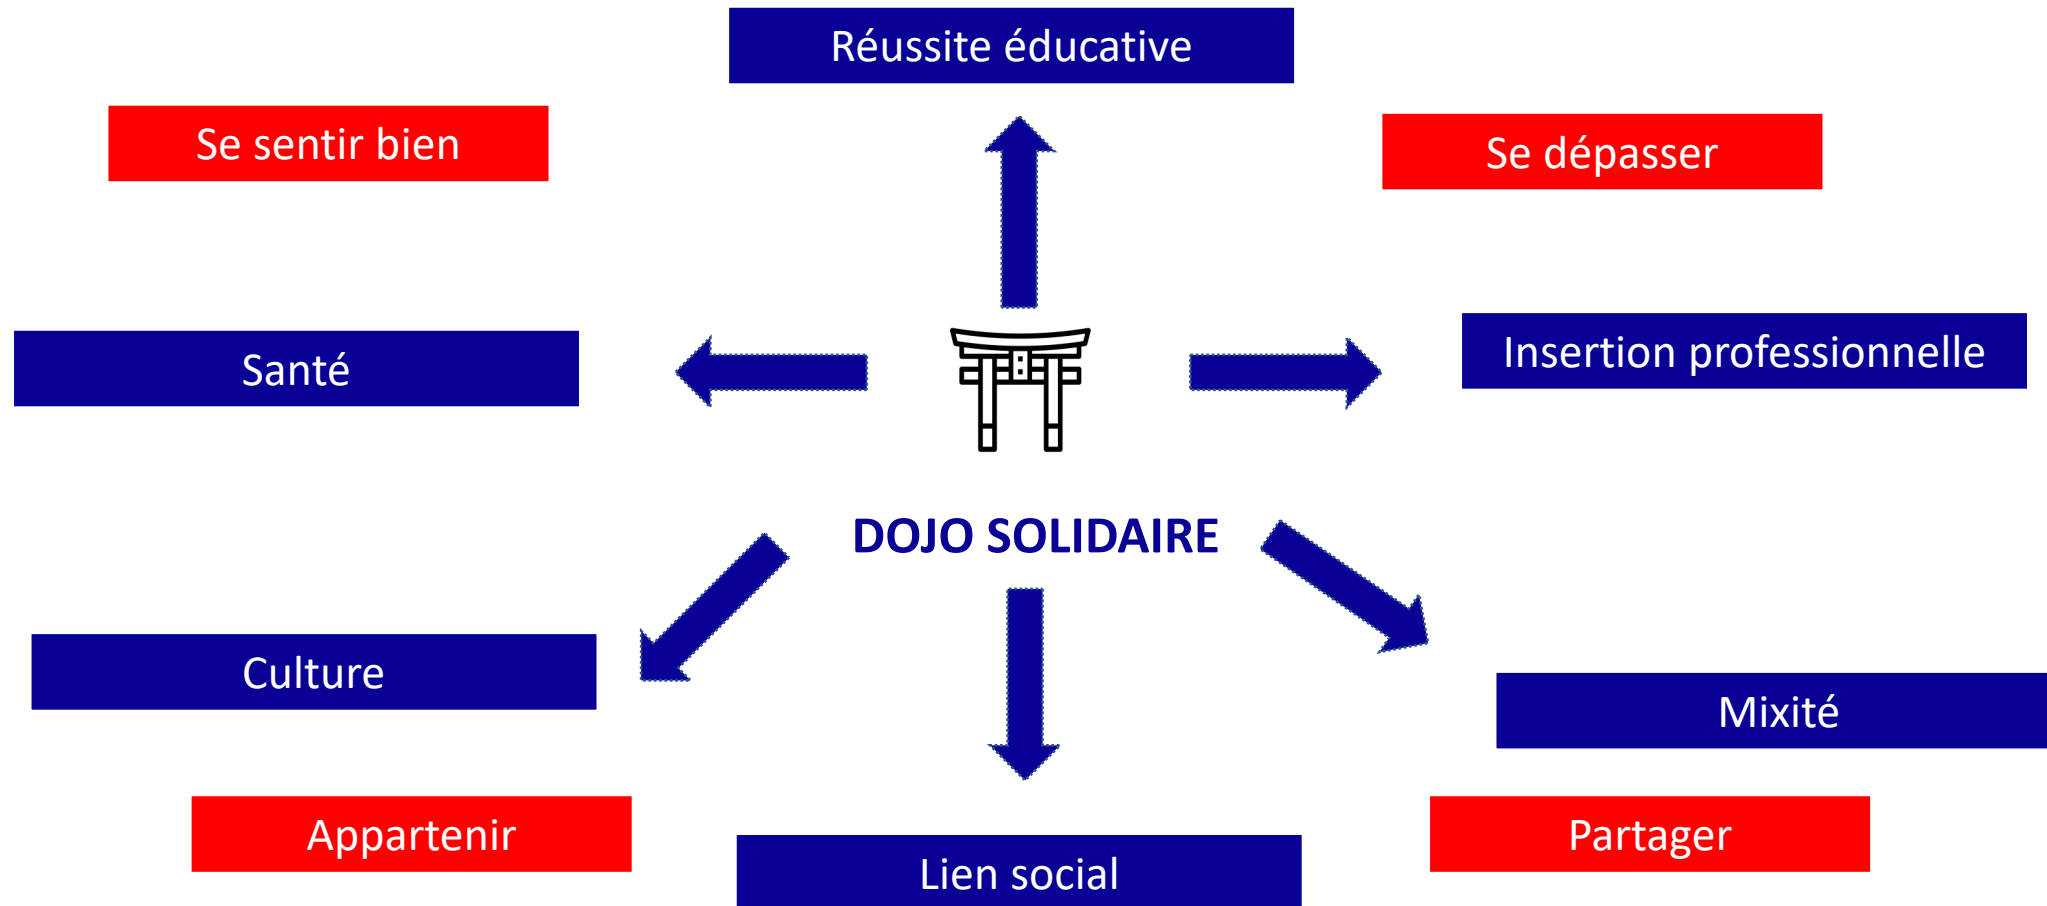 Réussite éducative
Se sentir bien
Se dépasser
Santé
Insertion professionnelle
DOJO SOLIDAIRE
Culture
Mixité
Appartenir
Partager
Lien social